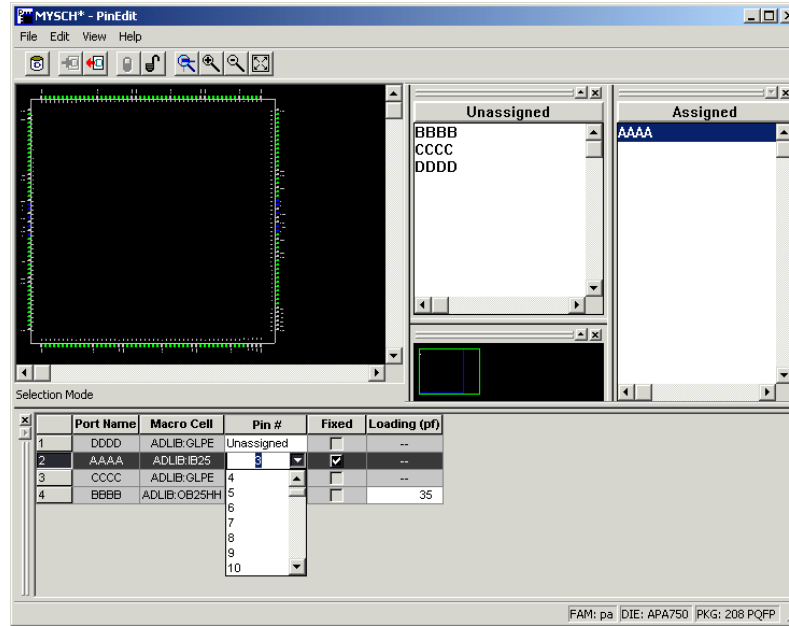 MYSCH* - PinEdit
File Edit View Help
Unassigned
BBBB
CCCC
DDDD
Assigned
AAAA
Selection Mode
Port Name Macro Cell Pin # Fixed Loading (pf)
1 DDDD ADLIB:GLPE Unassigned --
2 AAAA ADLIB:IB25 3 --
3 CCCC ADLIB:GLPE 4 --
4 BBBB ADLIB:OB25HH 5 35
6
7
8
9
10
FAM: pa DIE: APA750 PKG: 208 PQFP